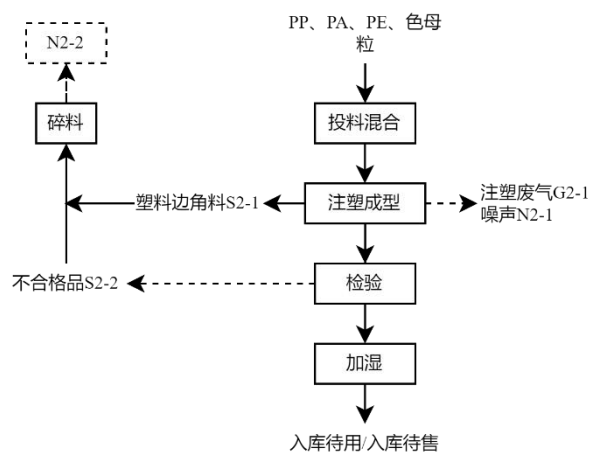 PP、PA、PE、色母
粒
N2-2
碎料
投料混合
塑料边角料S2-1
注塑成型
注塑废气G2-1
噪声N2-1
不合格品S2-2
检验
加湿
入库待用/入库待售